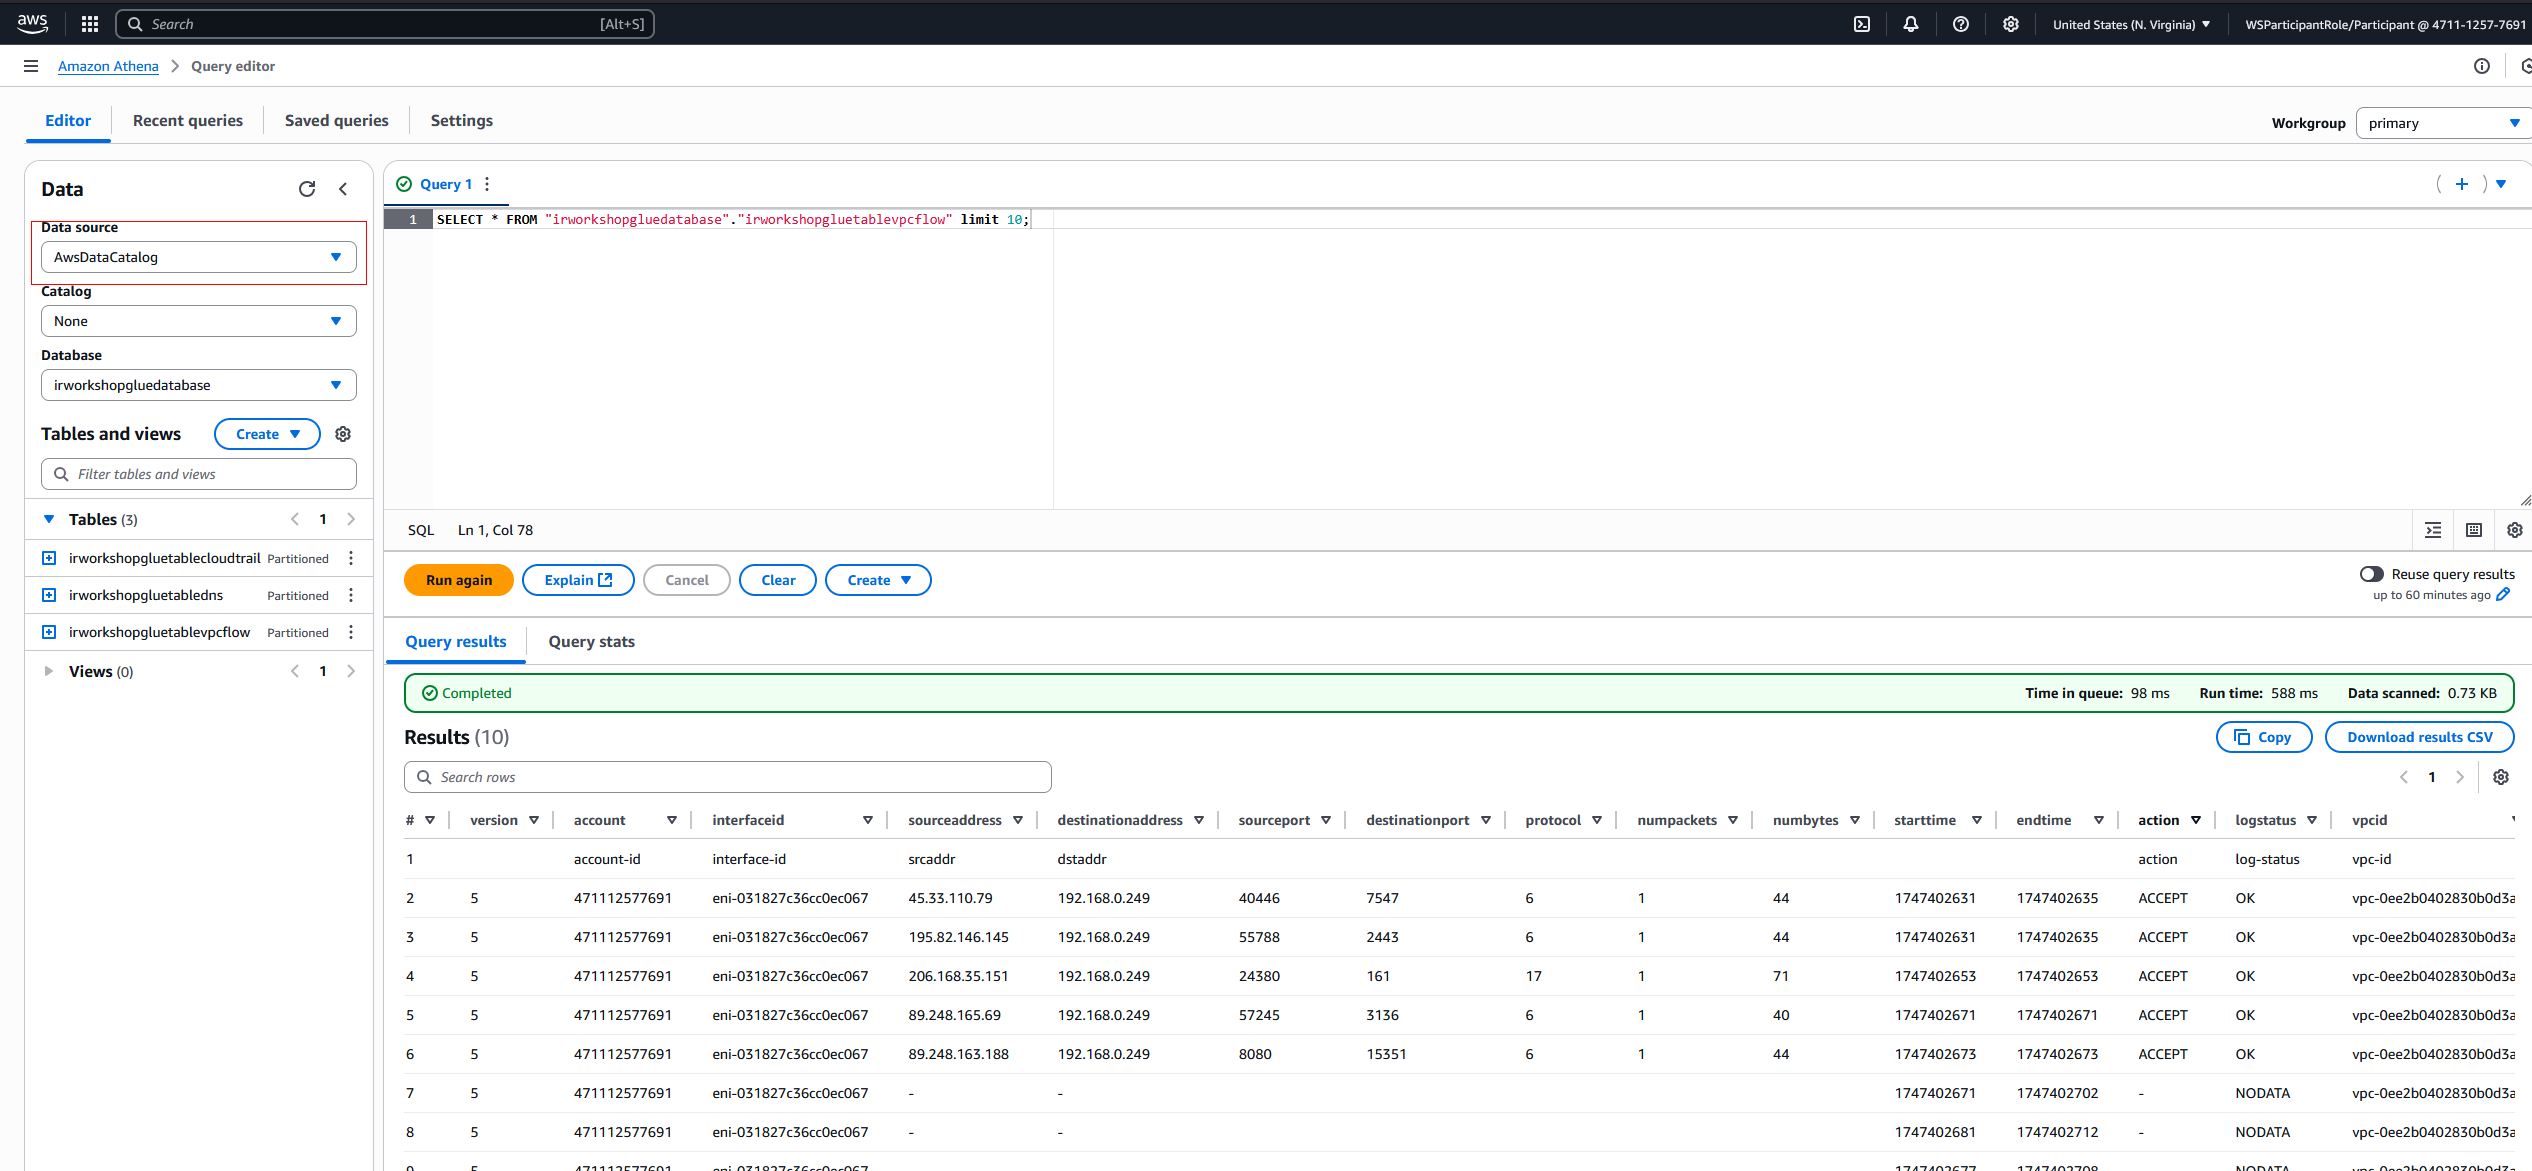 aws Search [Alt+S] United States (N. Virginia) WSParticipantRole/Participant @ 4711-1257-7691
Amazon Athena > Query editor
Editor Recent queries Saved queries Settings Workgroup primary
Data
Data source
AwsDataCatalog
Catalog
None
Database
irworkshopgluedatabase
Tables and views Create
Filter tables and views
Tables (3) 1
irworkshopgluetablecloudtrail Partitioned
irworkshopgluetabledns Partitioned
irworkshopgluetablevpcflow Partitioned
Views (0) 1
Query 1
1 SELECT * FROM "irworkshopgluedatabase"."irworkshopgluetablevpcflow" limit 10;
SQL Ln 1, Col 78
Run again Explain Cancel Clear Create
Reuse query results
up to 60 minutes ago
Query results Query stats
Completed Time in queue: 98 ms Run time: 588 ms Data scanned: 0.73 KB
Results (10) Copy Download results CSV
Search rows 1
# version account interfaceid sourceaddress destinationaddress sourceport destinationport protocol numpackets numbytes starttime endtime action logstatus vpcid
1 account-id interface-id srcaddr dstaddr action log-status vpc-id
2 5 471112577691 eni-031827c36cc0ec067 45.33.110.79 192.168.0.249 40446 7547 6 1 44 1747402631 1747402635 ACCEPT OK vpc-0ee2b0402830b0d3a
3 5 471112577691 eni-031827c36cc0ec067 195.82.146.145 192.168.0.249 55788 2443 6 1 44 1747402631 1747402635 ACCEPT OK vpc-0ee2b0402830b0d3a
4 5 471112577691 eni-031827c36cc0ec067 206.168.35.151 192.168.0.249 24380 161 17 1 71 1747402653 1747402653 ACCEPT OK vpc-0ee2b0402830b0d3a
5 5 471112577691 eni-031827c36cc0ec067 89.248.165.69 192.168.0.249 57245 3136 6 1 40 1747402671 1747402671 ACCEPT OK vpc-0ee2b0402830b0d3a
6 5 471112577691 eni-031827c36cc0ec067 89.248.163.188 192.168.0.249 8080 15351 6 1 44 1747402673 1747402673 ACCEPT OK vpc-0ee2b0402830b0d3a
7 5 471112577691 eni-031827c36cc0ec067 - - 1747402671 1747402702 - NODATA vpc-0ee2b0402830b0d3a
8 5 471112577691 eni-031827c36cc0ec067 - - 1747402681 1747402712 - NODATA vpc-0ee2b0402830b0d3a